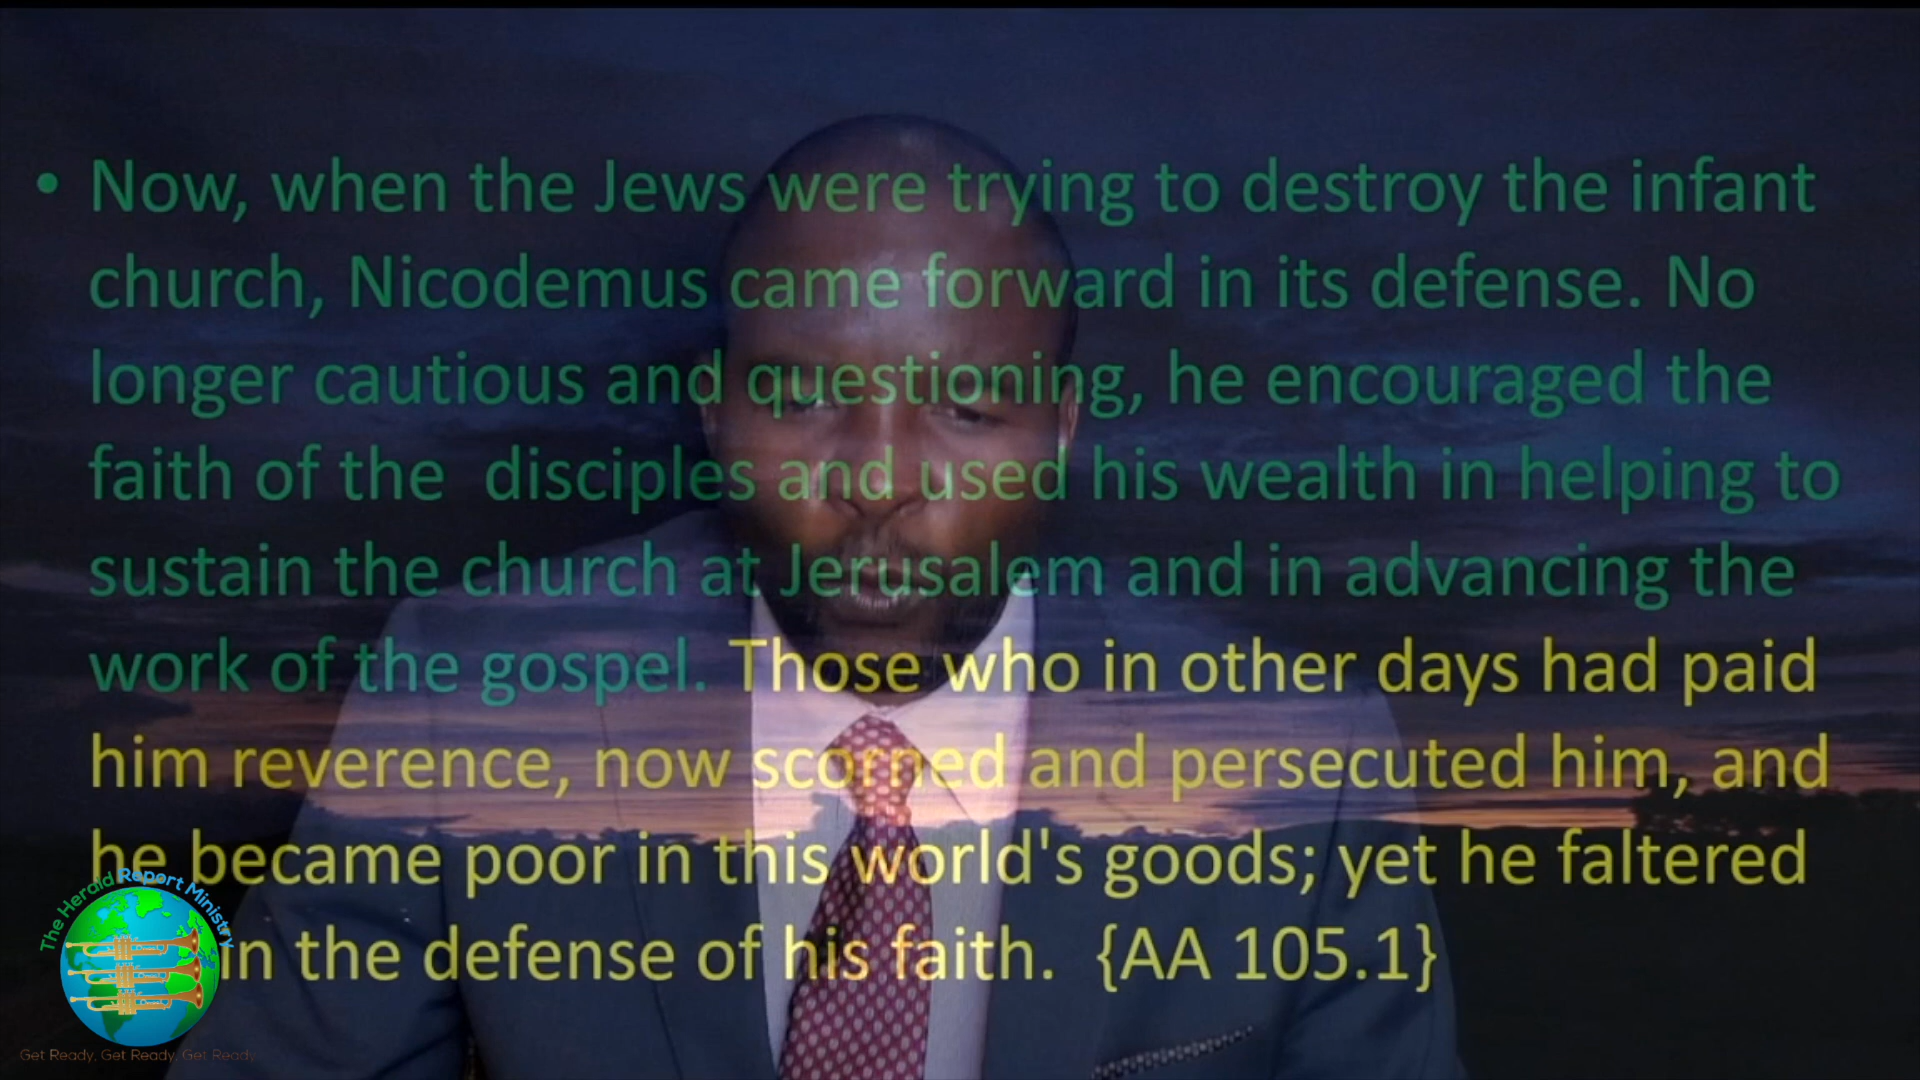 • Now, when the Jews were trying to destroy the infant
church, Nicodemus came forward in its defense. No
longer cautious and questioning, he encouraged the
faith of the disciples and used his wealth in helping to
sustain the church at Jerusalem and in advancing the
work of the gospel. Those who in other days had paid
him reverence, now scorned and persecuted him, and
he became poor in this world's goods; yet he faltered
in the defense of his faith. {AA 105.1}
The Herald Report Ministry
Get Ready, Get Ready, Get Ready